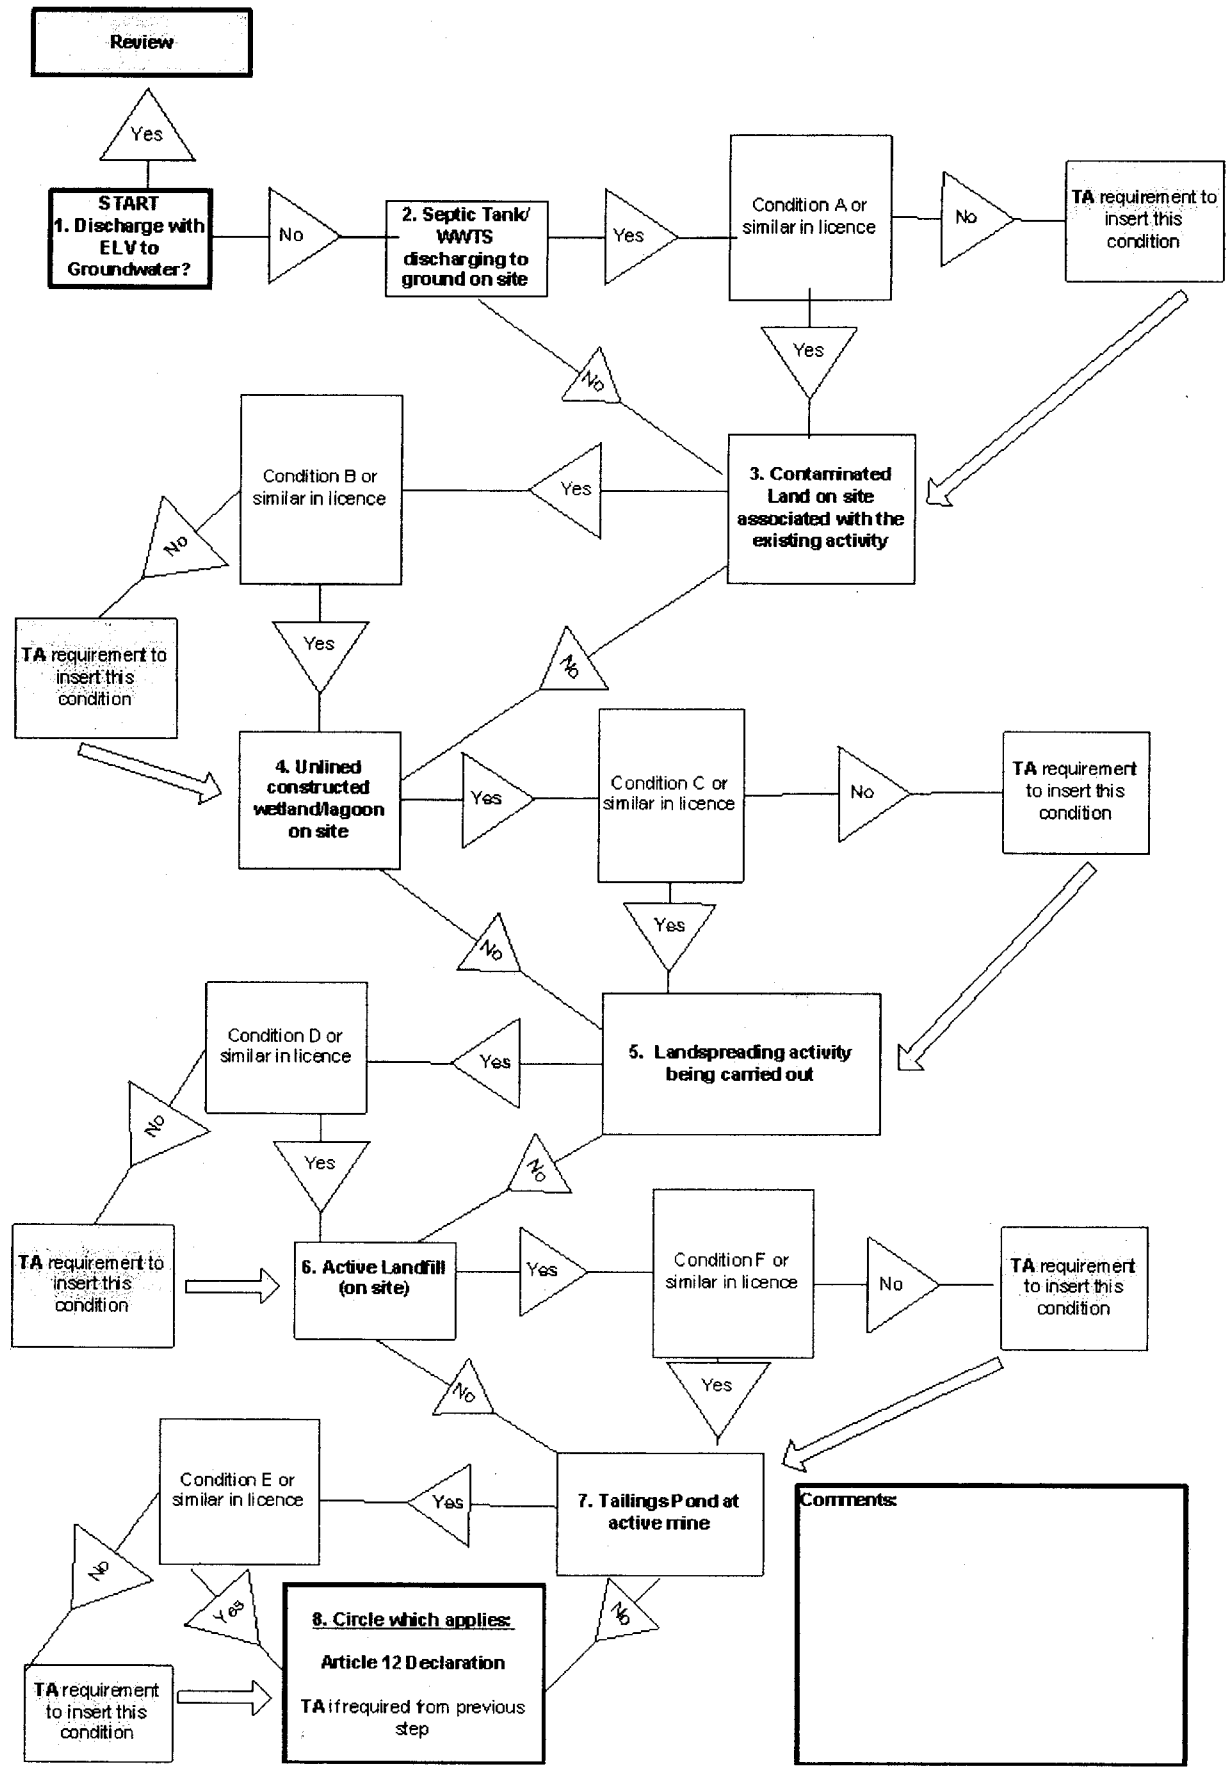 Review
Yes
START
1. Discharge with
ELV to
Groundwater?
No
2. Septic Tank/
WWTS
discharging to
ground on site
Yes
Condition A or
similar in licence
No
TA requirement to
insert this
condition
Yes
No
3. Contaminated
Land on site
associated with the
existing activity
Yes
Condition B or
similar in licence
No
TA requirement to
insert this
condition
Yes
No
4. Unlined
constructed
wetland/lagoon
on site
Yes
Condition C or
similar in licence
No
TA requirement
to insert this
condition
Yes
No
5. Landspreading activity
being carried out
Yes
Condition D or
similar in licence
No
TA requirement to
insert this
condition
Yes
No
6. Active Landfill
(on site)
Yes
Condition F or
similar in licence
No
TA requirement
to insert this
condition
Yes
No
7. Tailings Pond at
active mine
Yes
Condition E or
similar in licence
No
TA requirement
to insert this
condition
Yes
No
8. Circle which applies:
Article 12 Declaration
TA if required from previous
step
Comments: